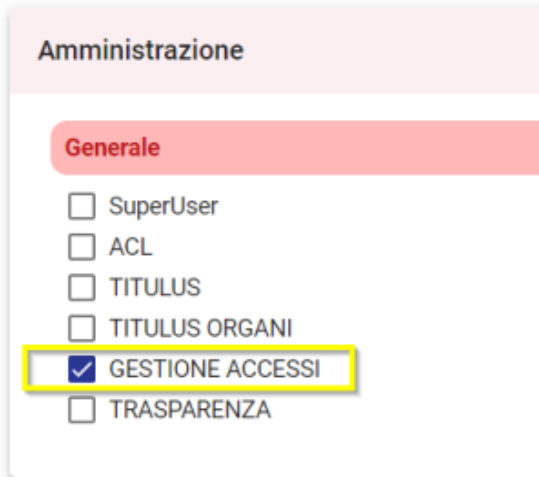 Amministrazione
Generale
SuperUser
ACL
TITULUS
TITULUS ORGANI
GESTIONE ACCESSI
TRASPARENZA